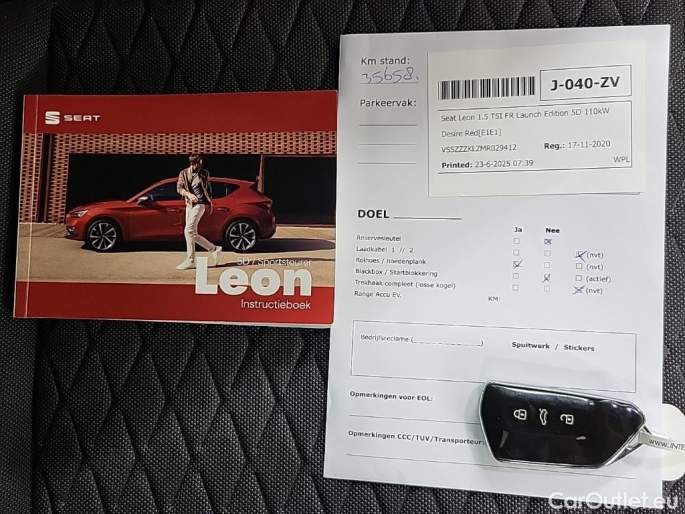 SEAT
5D / Sportstourer
Leon
Instructieboek
Km stand:
35658.
Parkeervak:
J-040-ZV
Seat Leon 1.5 TSI FR Launch Edition 5D 110kW
Desire Red[E1E1]
VSSZZZKLZMR029412
Reg.: 17-11-2020
Printed: 23-6-2025 07:39
WPL
DOEL
Ja Nee
Reservesleutel
Laadkabel 1 // 2 (nvt)
Rolhoes / Hoedenplank (nvt)
Blackbox / Startblokkering (actief)
Trekhaak compleet (losse kogel) (nvt)
Range Accu EV. KM:
Bedrijfsreclame (____________) Spuitwerk / Stickers
Opmerkingen voor EOL:
Opmerkingen CCC/TUV/Transporteur:
www.INTE
CarOutlet.eu